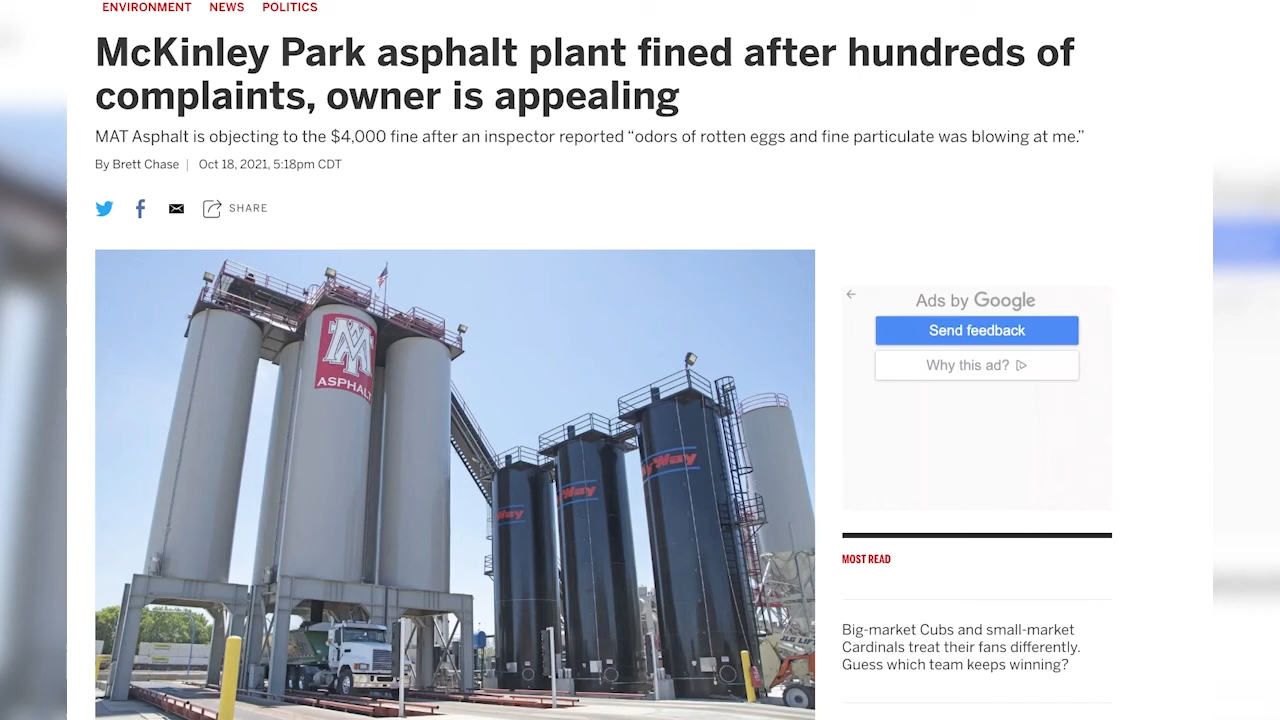 ENVIRONMENT NEWS POLITICS
McKinley Park asphalt plant fined after hundreds of
complaints, owner is appealing
MAT Asphalt is objecting to the $4,000 fine after an inspector reported “odors of rotten eggs and fine particulate was blowing at me.”
By Brett Chase | Oct 18, 2021, 5:18pm CDT
SHARE
ASPHALT
Way
Way
yWay
Ads by Google
Send feedback
Why this ad?
MOST READ
Big-market Cubs and small-market
Cardinals treat their fans differently.
Guess which team keeps winning?